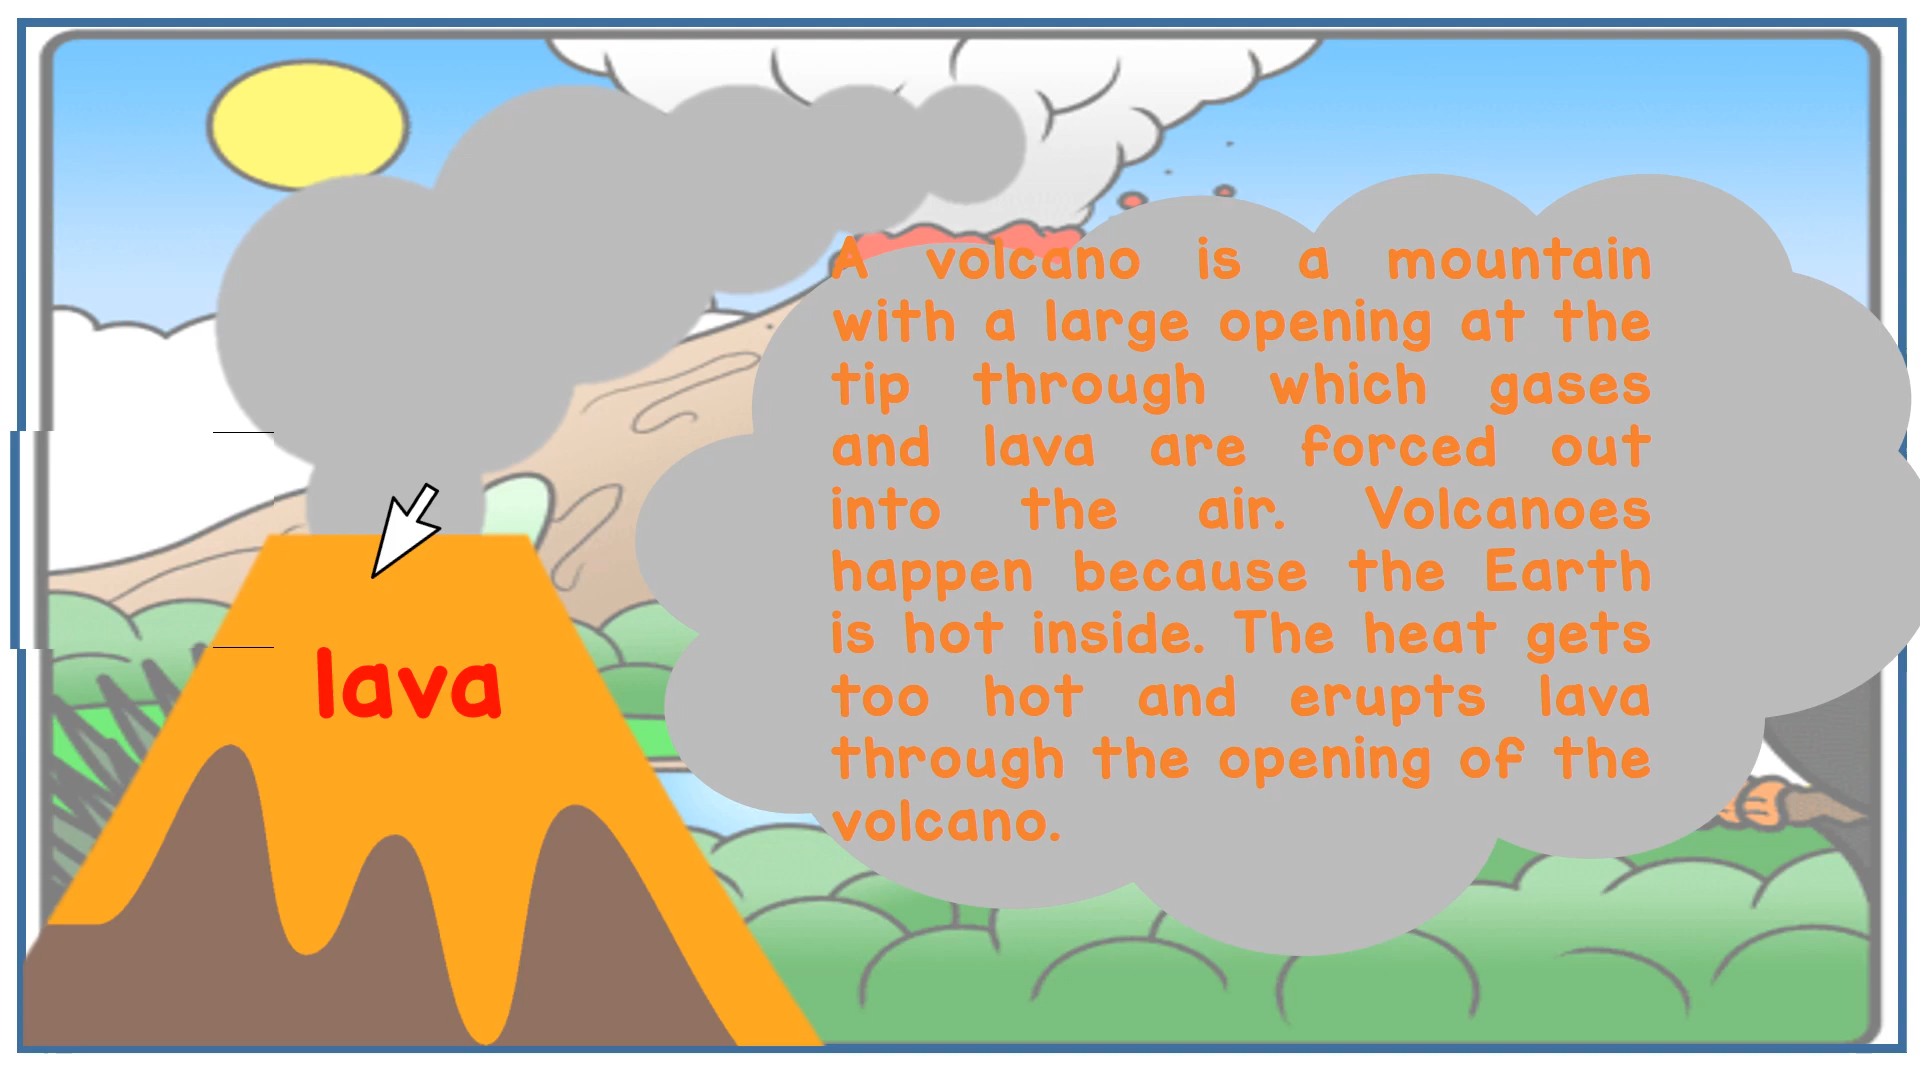 A volcano is a mountain
with a large opening at the
tip through which gases
and lava are forced out
into the air. Volcanoes
happen because the Earth
is hot inside. The heat gets
too hot and erupts lava
through the opening of the
volcano.
lava